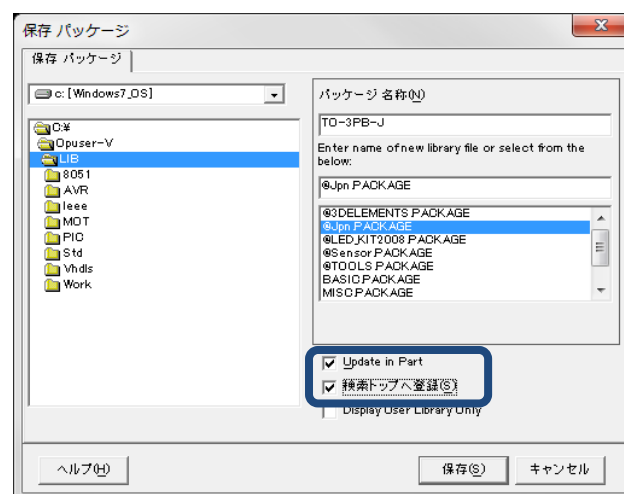 保存 パッケージ
保存 パッケージ
c: [Windows7_OS]
C:¥
Opuser-V
LIB
8051
AVR
Ieee
MOT
PIC
Std
Vhdls
Work
パッケージ 名称(N)
TO-3PB-J
Enter name of new library file or select from the
below:
@Jpn.PACKAGE
@3DELEMENTS.PACKAGE
@Jpn.PACKAGE
@LED_KIT2008.PACKAGE
@Sensor.PACKAGE
@TOOLS.PACKAGE
BASIC.PACKAGE
MISC.PACKAGE
Update in Part
検索トップへ登録(S)
Display User Library Only
ヘルプ(H)
保存(S)
キャンセル